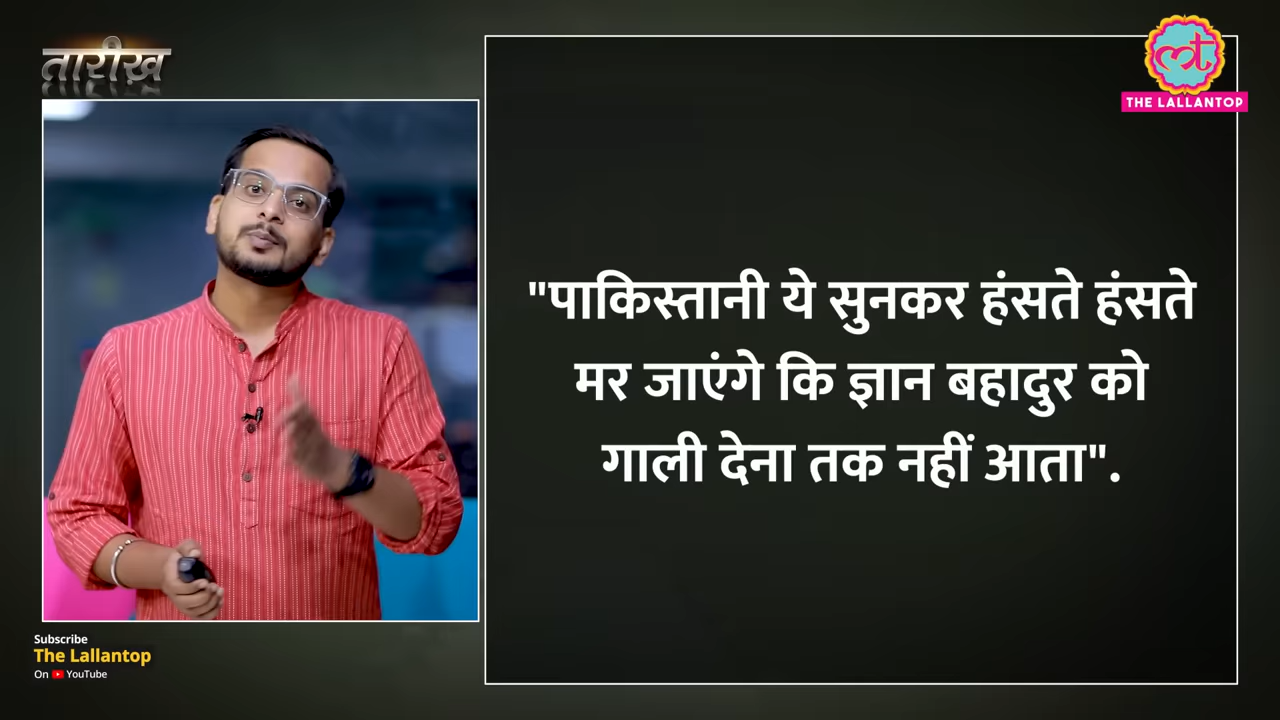 तारीख़
THE LALLANTOP
"पाकिस्तानी ये सुनकर हंसते हंसते
मर जाएंगे कि ज्ञान बहादुर को
गाली देना तक नहीं आता".
Subscribe
The Lallantop
On YouTube